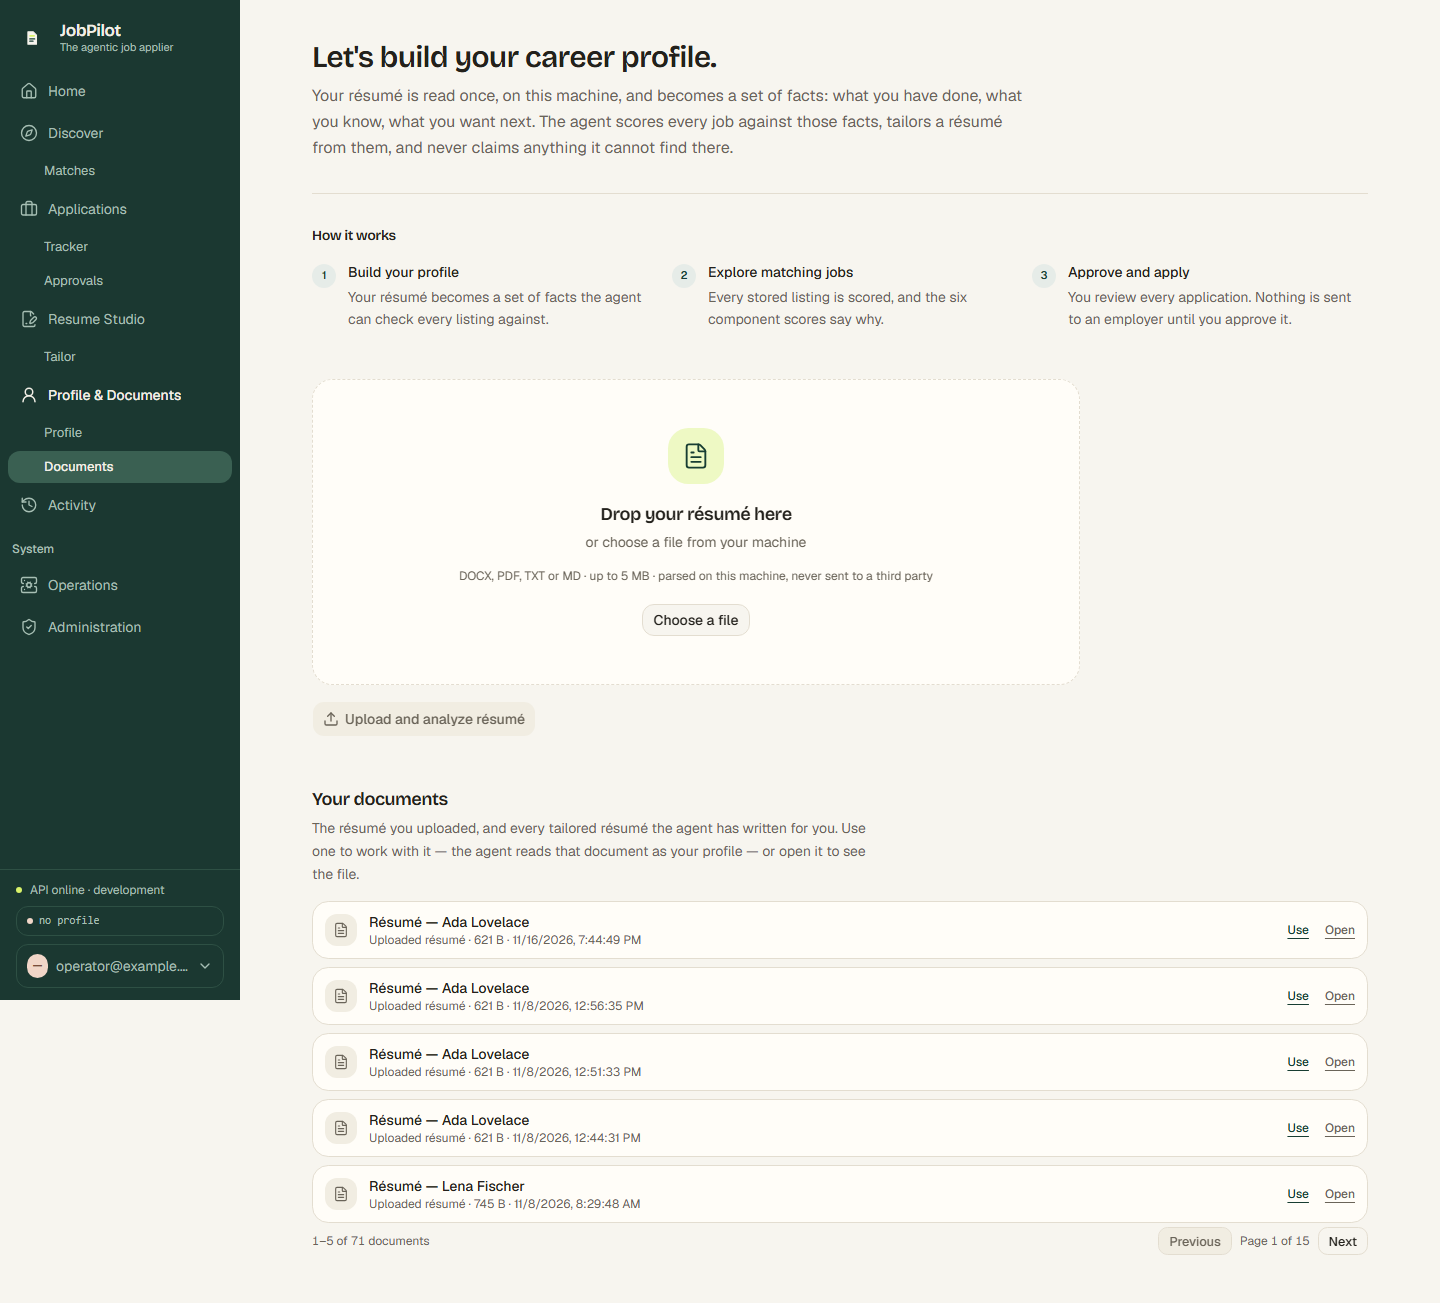 JobPilot
The agentic job applier
Home
Discover
Matches
Applications
Tracker
Approvals
Resume Studio
Tailor
Profile & Documents
Profile
Documents
Activity
System
Operations
Administration
API online · development
no profile
operator@example....
Let's build your career profile.
Your résumé is read once, on this machine, and becomes a set of facts: what you have done, what
you know, what you want next. The agent scores every job against those facts, tailors a résumé
from them, and never claims anything it cannot find there.
How it works
1 Build your profile
Your résumé becomes a set of facts the agent
can check every listing against.
2 Explore matching jobs
Every stored listing is scored, and the six
component scores say why.
3 Approve and apply
You review every application. Nothing is sent
to an employer until you approve it.
Drop your résumé here
or choose a file from your machine
DOCX, PDF, TXT or MD · up to 5 MB · parsed on this machine, never sent to a third party
Choose a file
Upload and analyze résumé
Your documents
The résumé you uploaded, and every tailored résumé the agent has written for you. Use
one to work with it — the agent reads that document as your profile — or open it to see
the file.
Résumé — Ada Lovelace
Uploaded résumé · 621 B · 11/16/2026, 7:44:49 PM
Use Open
Résumé — Ada Lovelace
Uploaded résumé · 621 B · 11/8/2026, 12:56:35 PM
Use Open
Résumé — Ada Lovelace
Uploaded résumé · 621 B · 11/8/2026, 12:51:33 PM
Use Open
Résumé — Ada Lovelace
Uploaded résumé · 621 B · 11/8/2026, 12:44:31 PM
Use Open
Résumé — Lena Fischer
Uploaded résumé · 745 B · 11/8/2026, 8:29:48 AM
Use Open
1–5 of 71 documents
Previous Page 1 of 15 Next